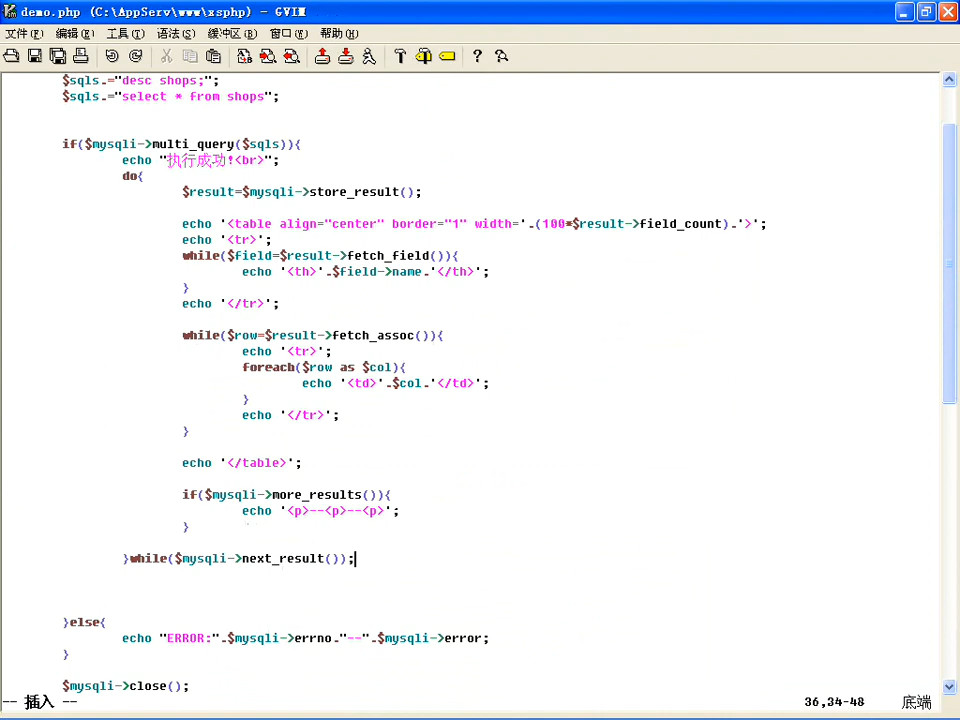 demo.php (C:\AppServ\www\xsphp) - GVIM
文件(F) 编辑(E) 工具(T) 语法(S) 缓冲区(B) 窗口(W) 帮助(H)
$sqls.="desc shops;";
$sqls.="select * from shops";
if($mysqli->multi_query($sqls)){
echo "执行成功!<br>";
do{
$result=$mysqli->store_result();
echo '<table align="center" border="1" width='.(100*$result->field_count).'>';
echo '<tr>';
while($field=$result->fetch_field()){
echo '<th>'.$field->name.'</th>';
}
echo '</tr>';
while($row=$result->fetch_assoc()){
echo '<tr>';
foreach($row as $col){
echo '<td>'.$col.'</td>';
}
echo '</tr>';
}
echo '</table>';
if($mysqli->more_results()){
echo '<p>--<p>--<p>';
}
}while($mysqli->next_result());
}else{
echo "ERROR:".$mysqli->errno."--".$mysqli->error;
}
$mysqli->close();
-- 插入 -- 36,34-48 底端